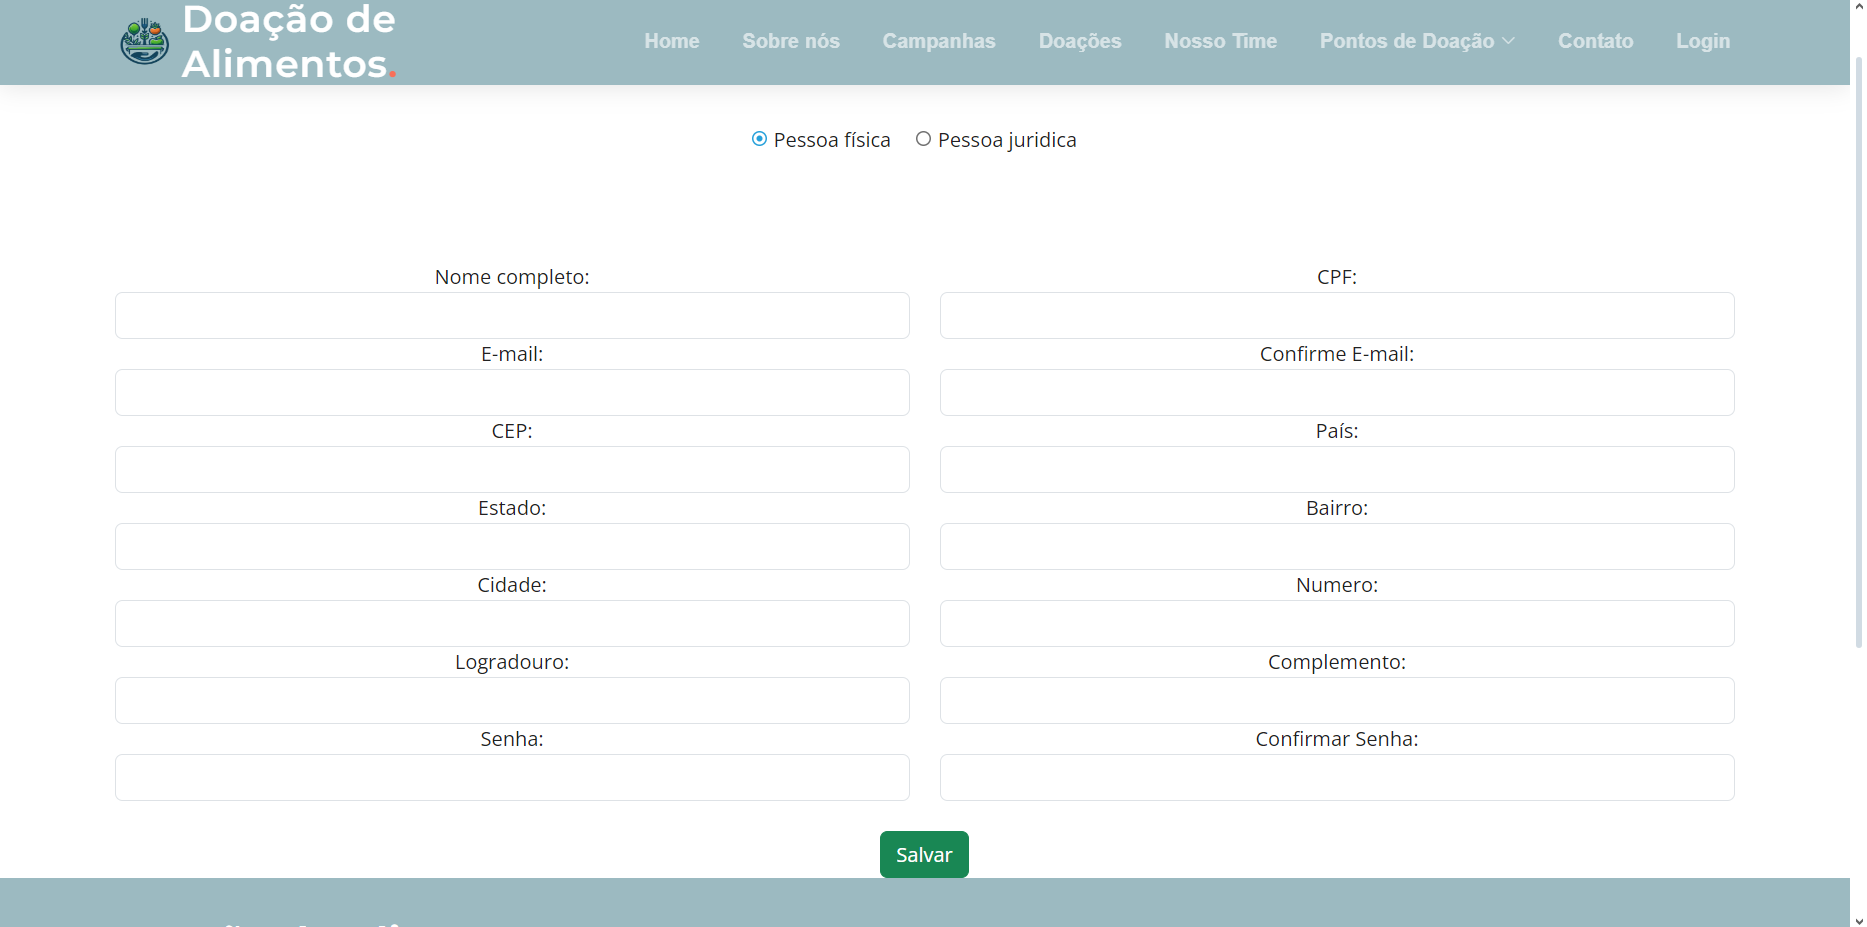 Doação de
Alimentos.
Home Sobre nós Campanhas Doações Nosso Time Pontos de Doação Contato Login
Pessoa física Pessoa juridica
Nome completo: CPF:
E-mail: Confirme E-mail:
CEP: País:
Estado: Bairro:
Cidade: Numero:
Logradouro: Complemento:
Senha: Confirmar Senha:
Salvar